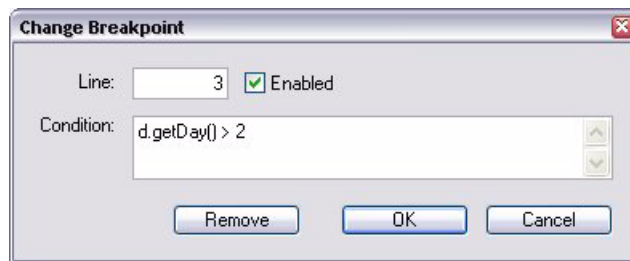 Change Breakpoint
Line: 3 Enabled
Condition: d.getDay() > 2
Remove OK Cancel